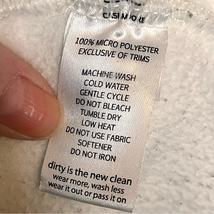 100% MICRO POLYESTER
EXCLUSIVE OF TRIMS
MACHINE WASH
COLD WATER
GENTLE CYCLE
DO NOT BLEACH
TUMBLE DRY
LOW HEAT
DO NOT USE FABRIC
SOFTENER
DO NOT IRON
dirty is the new clean
wear more, wash less
wear it out or pass it on